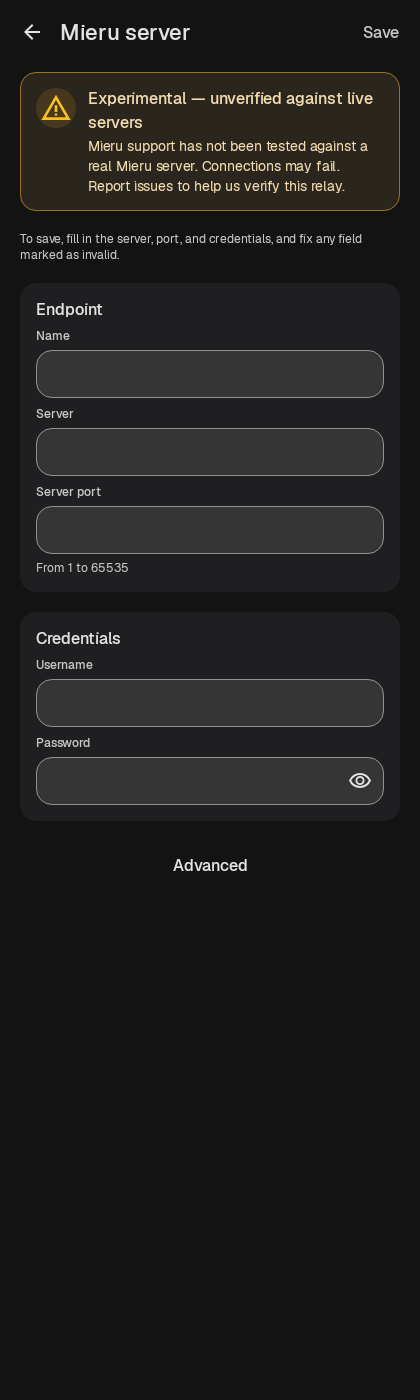 Mieru server
Save
Experimental — unverified against live
servers
Mieru support has not been tested against a
real Mieru server. Connections may fail.
Report issues to help us verify this relay.
To save, fill in the server, port, and credentials, and fix any field
marked as invalid.
Endpoint
Name
Server
Server port
From 1 to 65535
Credentials
Username
Password
Advanced